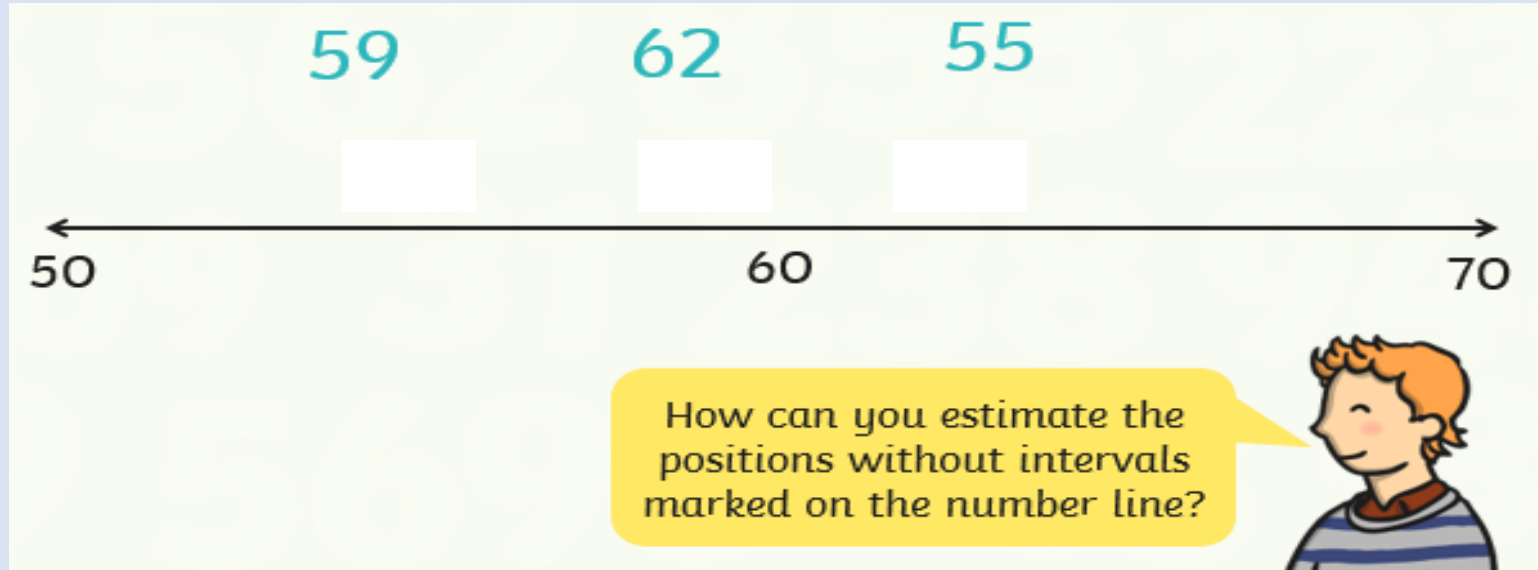 59 62 55
50 60 70
How can you estimate the
positions without intervals
marked on the number line?